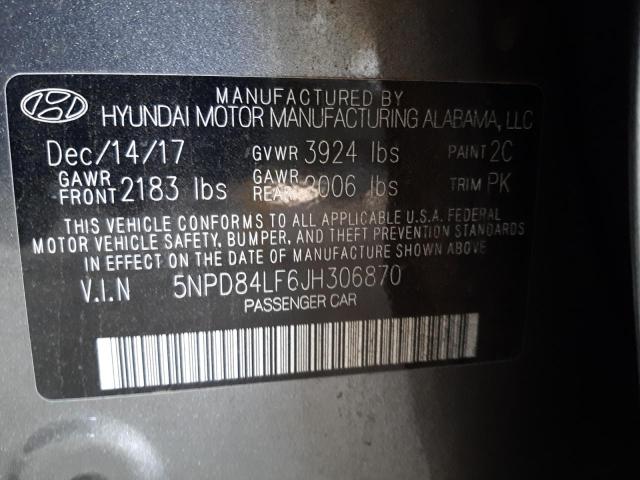 MANUFACTURED BY
HYUNDAI MOTOR MANUFACTURING ALABAMA, LLC
Dec/14/17 GVWR 3924 lbs PAINT 2C
GAWR FRONT 2183 lbs GAWR REAR 2006 lbs TRIM PK
THIS VEHICLE CONFORMS TO ALL APPLICABLE U.S.A. FEDERAL
MOTOR VEHICLE SAFETY, BUMPER, AND THEFT PREVENTION STANDARDS
IN EFFECT ON THE DATE OF MANUFACTURE SHOWN ABOVE
V.I.N 5NPD84LF6JH306870
PASSENGER CAR